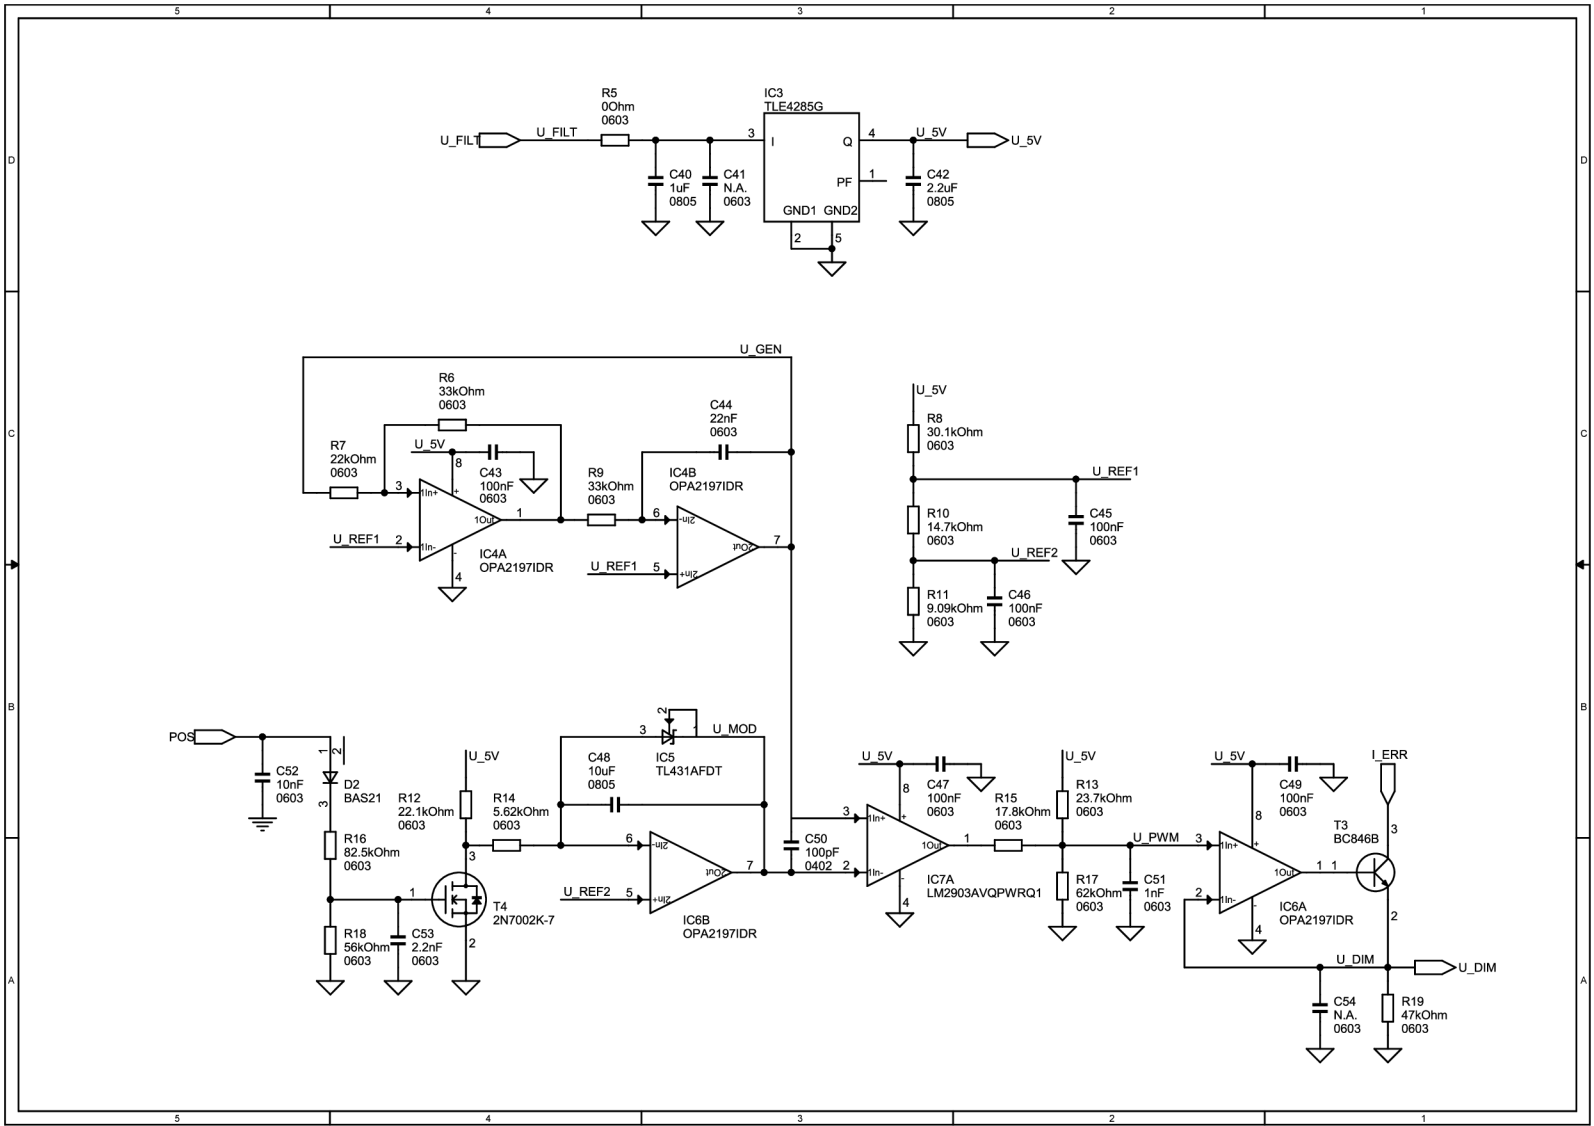 5 4 3 2 1
D D
C C
B B
A A
R5
0Ohm
0603
IC3
TLE4285G
U_FILT U_FILT 3 I Q 4 U_5V U_5V
C40
1uF
0805
C41
N.A.
0603
PF 1
C42
2.2uF
0805
GND1 GND2
2 5
U_GEN
R6
33kOhm
0603
C44
22nF
0603
U_5V
R8
30.1kOhm
0603
R7
22kOhm
0603
U_5V
8
C43
100nF
0603
R9
33kOhm
0603
IC4B
OPA2197IDR
U_REF1
3 1In+ +
1Out 1
6 2In-
R10
14.7kOhm
0603
C45
100nF
0603
U_REF1 2 1In- -
IC4A
OPA2197IDR
4
2Out 7
U_REF1 5 2In+
U_REF2
R11
9.09kOhm
0603
C46
100nF
0603
POS
C52
10nF
0603
1 2
3
D2
BAS21
U_5V
R12
22.1kOhm
0603
R14
5.62kOhm
0603
3 2 1 U_MOD
IC5
TL431AFDT
C48
10uF
0805
U_5V
8
C47
100nF
0603
R15
17.8kOhm
0603
U_5V
R13
23.7kOhm
0603
U_5V
8
C49
100nF
0603
I_ERR
T3
BC846B
3
R16
82.5kOhm
0603
3
6 2In-
2Out 7
C50
100pF
0402
3 1In+ +
1Out 1
2 1In- -
IC7A
LM2903AVQPWRQ1
4
U_PWM 3 1In+ +
1Out 1 1
2 1In- -
IC6A
OPA2197IDR
4
2
1
T4
2N7002K-7
2
U_REF2 5 2In+
IC6B
OPA2197IDR
R17
62kOhm
0603
C51
1nF
0603
R18
56kOhm
0603
C53
2.2nF
0603
U_DIM U_DIM
C54
N.A.
0603
R19
47kOhm
0603
5 4 3 2 1